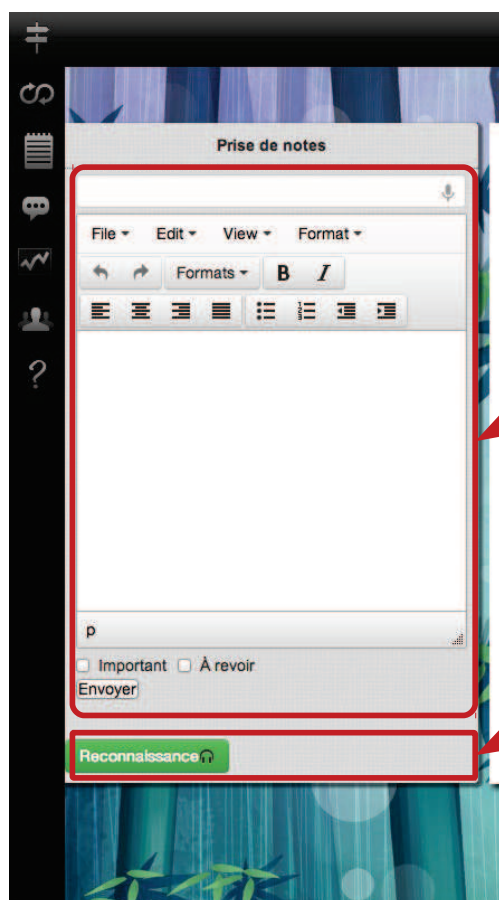 Prise de notes
File Edit View Format
Formats B I
p
Important À revoir
Envoyer
Reconnaissance